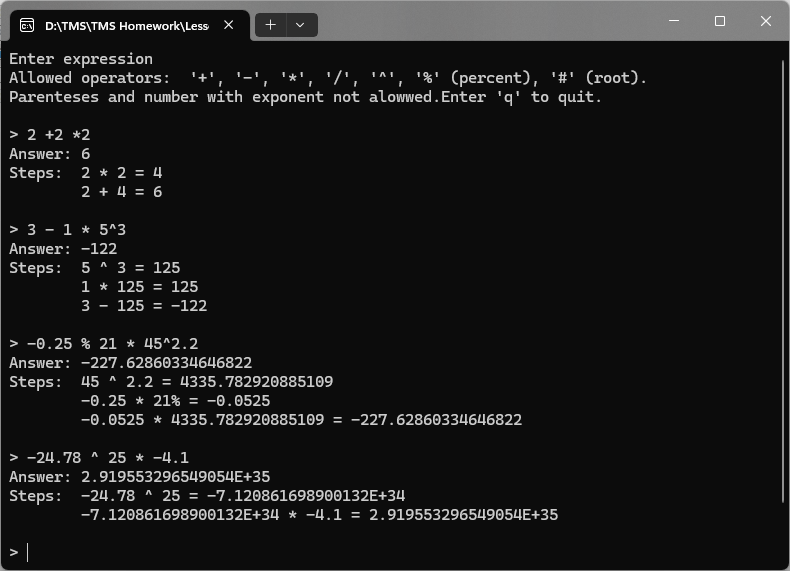 D:\TMS\TMS Homework\Less
Enter expression
Allowed operators:  '+', '-', '*', '/', '^', '%' (percent), '#' (root).
Parenteses and number with exponent not alowwed.Enter 'q' to quit.
> 2 +2 *2
Answer: 6
Steps:  2 * 2 = 4
        2 + 4 = 6
> 3 - 1 * 5^3
Answer: -122
Steps:  5 ^ 3 = 125
        1 * 125 = 125
        3 - 125 = -122
> -0.25 % 21 * 45^2.2
Answer: -227.62860334646822
Steps:  45 ^ 2.2 = 4335.782920885109
        -0.25 * 21% = -0.0525
        -0.0525 * 4335.782920885109 = -227.62860334646822
> -24.78 ^ 25 * -4.1
Answer: 2.919553296549054E+35
Steps:  -24.78 ^ 25 = -7.120861698900132E+34
        -7.120861698900132E+34 * -4.1 = 2.919553296549054E+35
>